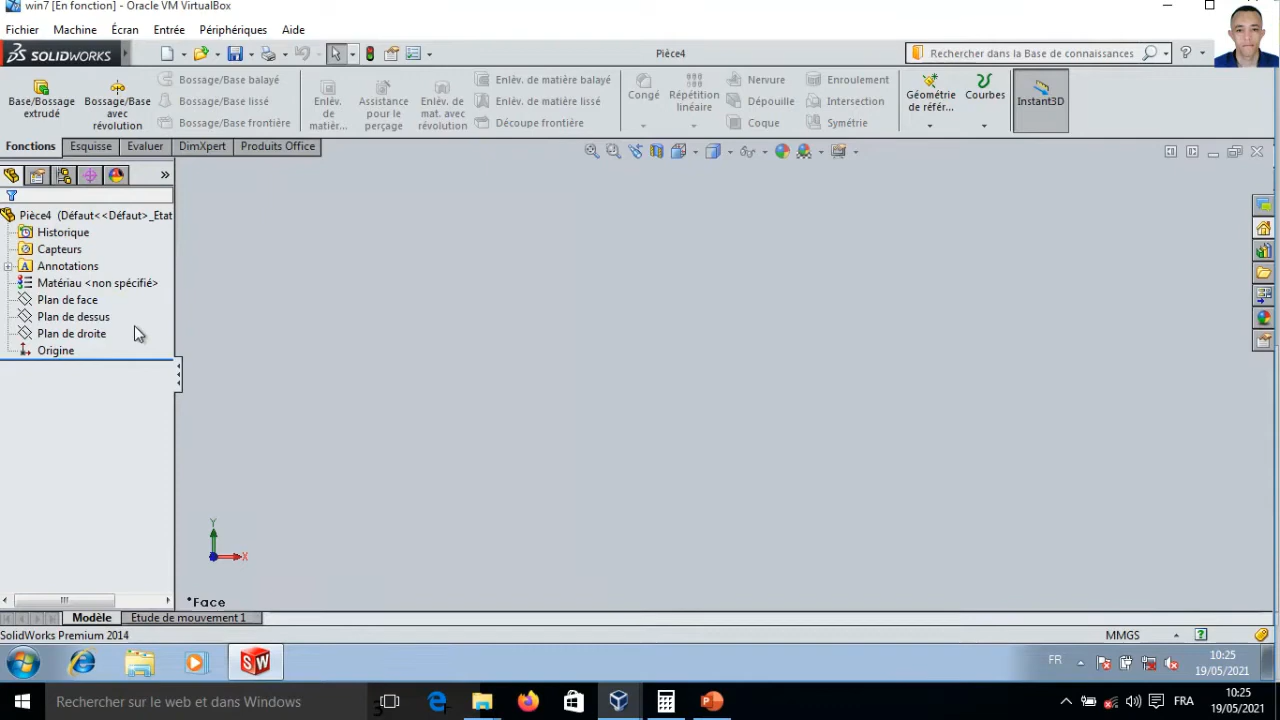 win7 [En fonction] - Oracle VM VirtualBox
Fichier Machine Écran Entrée Périphériques Aide
SOLIDWORKS Pièce4 Rechercher dans la Base de connaissances ?
Base/Bossage extrudé
Bossage/Base avec révolution
Bossage/Base balayé
Bossage/Base lissé
Bossage/Base frontière
Enlèv. de matièr...
Assistance pour le perçage
Enlèv. de mat. avec révolution
Enlèv. de matière balayé
Enlèv. de matière lissé
Découpe frontière
Congé
Répétition linéaire
Nervure
Dépouille
Coque
Enroulement
Intersection
Symétrie
Géométrie de référ...
Courbes
Instant3D
Fonctions Esquisse Evaluer DimXpert Produits Office
Pièce4 (Défaut<<Défaut>_Etat
Historique
Capteurs
Annotations
Matériau <non spécifié>
Plan de face
Plan de dessus
Plan de droite
Origine
Y
X
*Face
Modèle Etude de mouvement 1
SolidWorks Premium 2014 MMGS ?
FR 10:25
19/05/2021
Rechercher sur le web et dans Windows FRA 10:25
19/05/2021